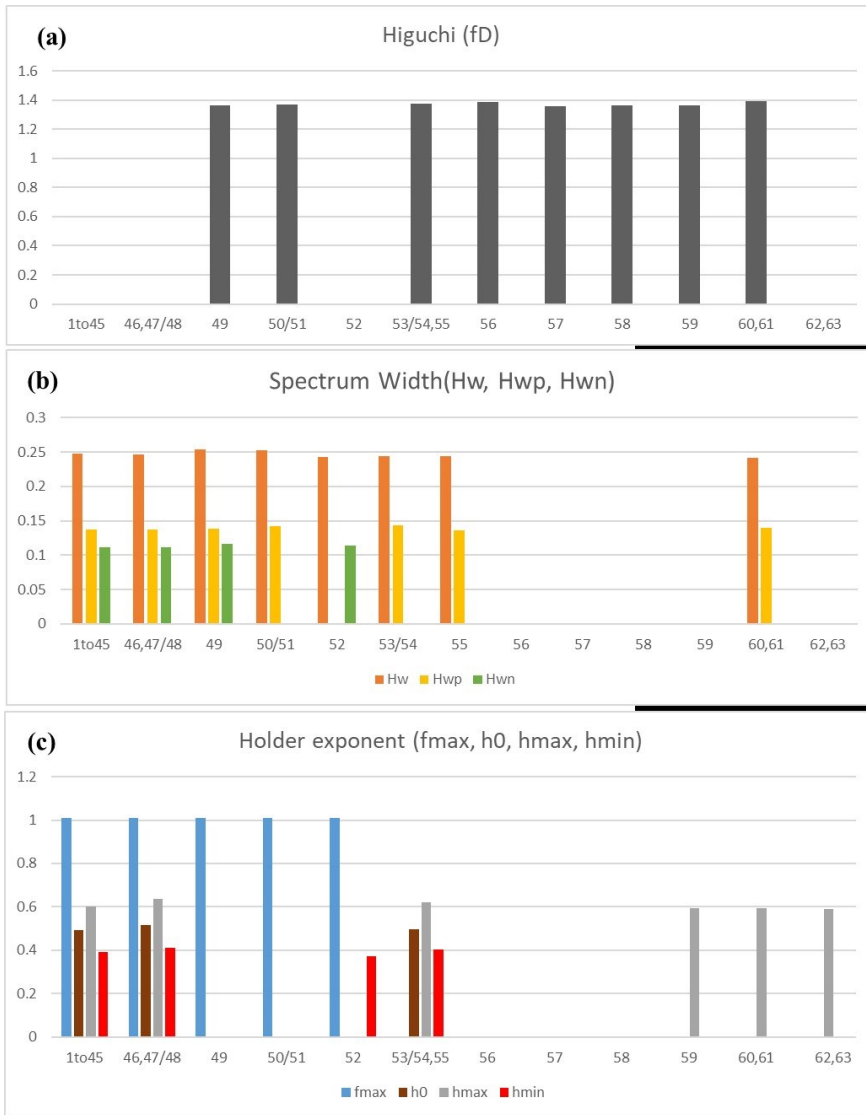 (a)
Higuchi (fD)
1.6
1.4
1.2
1
0.8
0.6
0.4
0.2
0
1to45 46,47/48 49 50/51 52 53/54,55 56 57 58 59 60,61 62,63
(b)
Spectrum Width(Hw, Hwp, Hwn)
0.3
0.25
0.2
0.15
0.1
0.05
0
1to45 46,47/48 49 50/51 52 53/54 55 56 57 58 59 60,61 62,63
Hw Hwp Hwn
(c)
Holder exponent (fmax, h0, hmax, hmin)
1.2
1
0.8
0.6
0.4
0.2
0
1to45 46,47/48 49 50/51 52 53/54,55 56 57 58 59 60,61 62,63
fmax h0 hmax hmin